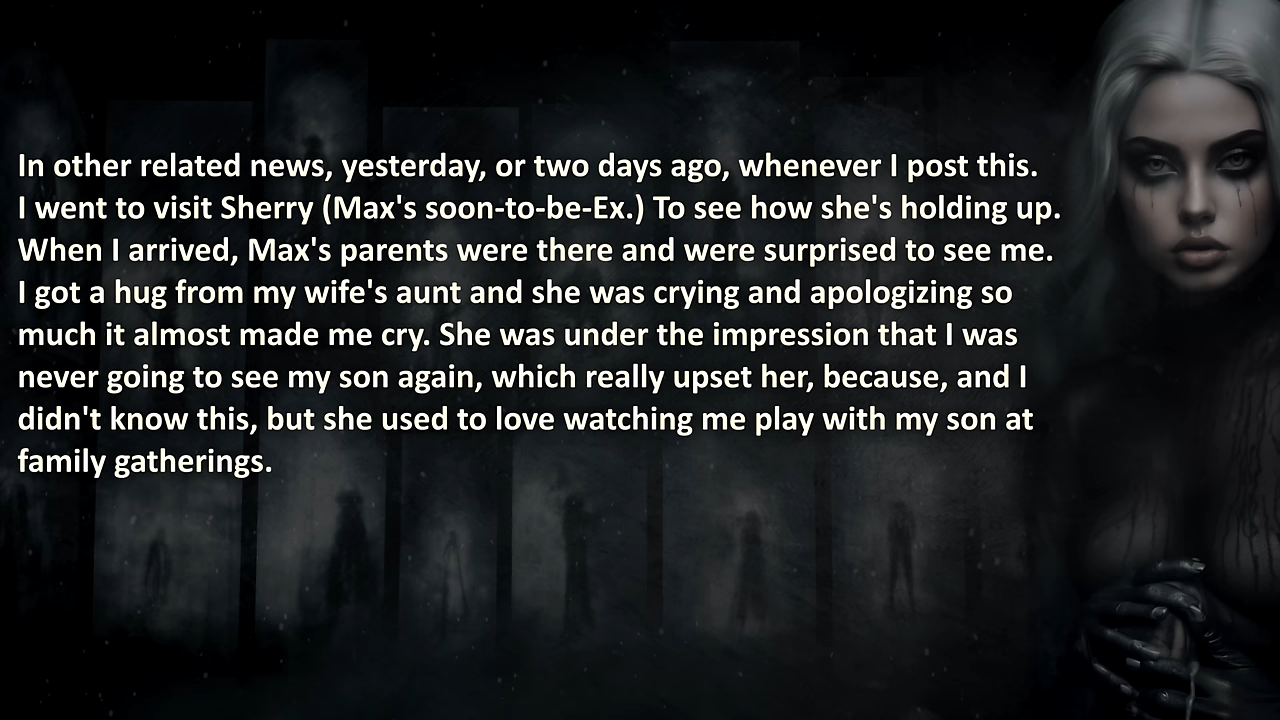 In other related news, yesterday, or two days ago, whenever I post this.
I went to visit Sherry (Max's soon-to-be-Ex.) To see how she's holding up.
When I arrived, Max's parents were there and were surprised to see me.
I got a hug from my wife's aunt and she was crying and apologizing so
much it almost made me cry. She was under the impression that I was
never going to see my son again, which really upset her, because, and I
didn't know this, but she used to love watching me play with my son at
family gatherings.